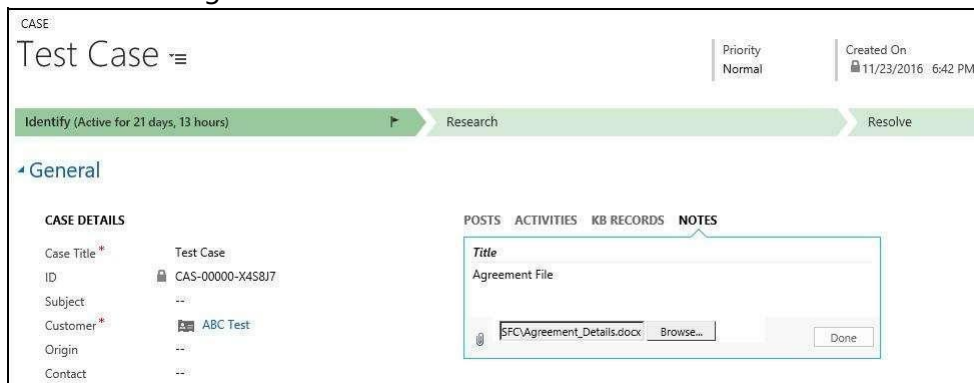 CASE
Test Case
Priority
Normal
Created On
11/23/2016 6:42 PM
Identify (Active for 21 days, 13 hours)
Research
Resolve
General
CASE DETAILS
Case Title *
Test Case
ID
CAS-00000-X4S8J7
Subject
--
Customer *
ABC Test
Origin
--
Contact
--
POSTS ACTIVITIES KB RECORDS NOTES
Title
Agreement File
SFC\Agreement_Details.docx
Browse...
Done